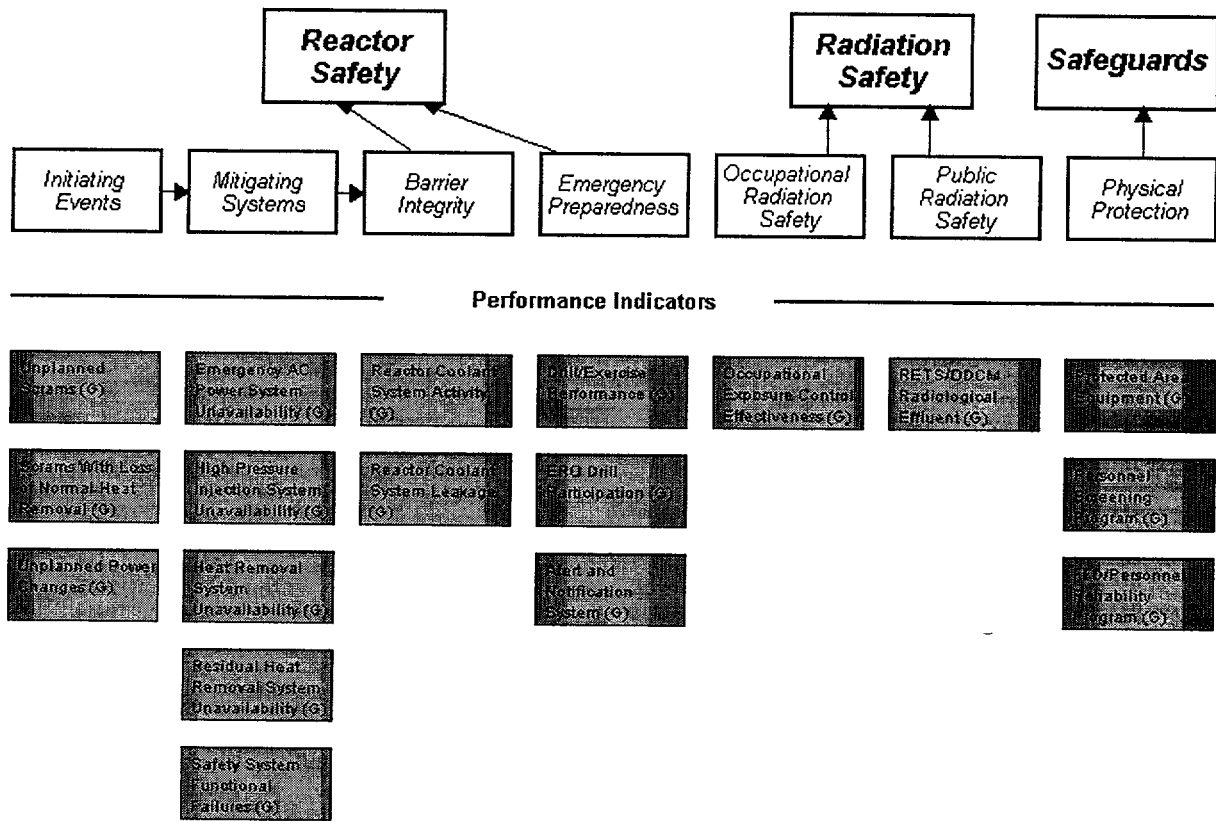 Reactor
Safety
Radiation
Safety
Safeguards
Initiating
Events
Mitigating
Systems
Barrier
Integrity
Emergency
Preparedness
Occupational
Radiation
Safety
Public
Radiation
Safety
Physical
Protection
Performance Indicators
Unplanned
Scrams (G)
Emergency AC
Power System
Unavailability (G)
Reactor Coolant
System Activity
(G)
Drill/Exercise
Performance (G)
Occupational
Exposure Control
Effectiveness (G)
RETS/ODCM
Radiological
Effluent (G)
Protected Area
Equipment (G)
Scrams With Loss
of Normal Heat
Removal (G)
High Pressure
Injection System
Unavailability (G)
Reactor Coolant
System Leakage
(G)
ERO Drill
Participation (G)
Personnel
Screening
Program (G)
Unplanned Power
Changes (G)
Heat Removal
System
Unavailability (G)
Alert and
Notification
System (G)
FFD/Personnel
Reliability
Program (G)
Residual Heat
Removal System
Unavailability (G)
Safety System
Functional
Failures (G)